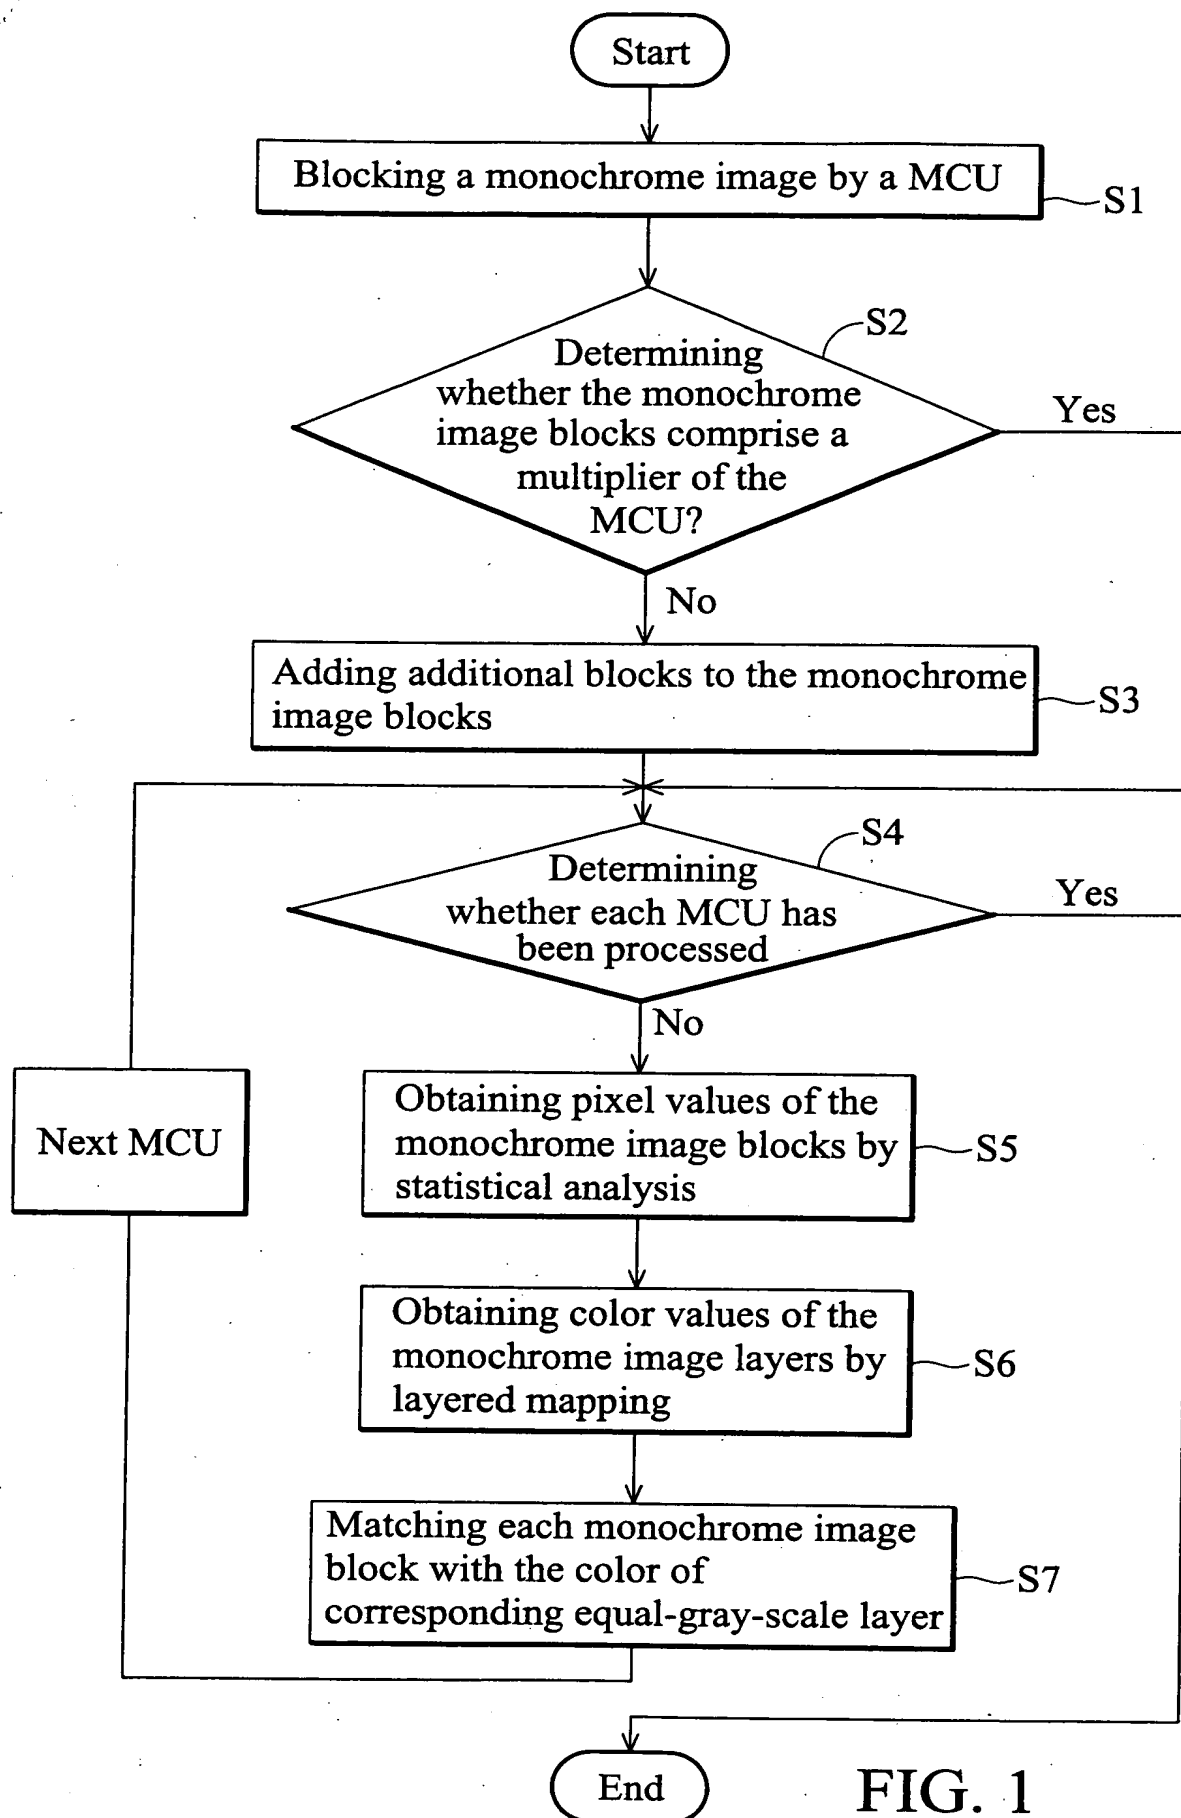 Start
Blocking a monochrome image by a MCU
S1
S2
Determining
whether the monochrome
image blocks comprise a
multiplier of the
MCU?
Yes
No
Adding additional blocks to the monochrome
image blocks
S3
S4
Determining
whether each MCU has
been processed
Yes
No
Next MCU
Obtaining pixel values of the
monochrome image blocks by
statistical analysis
S5
Obtaining color values of the
monochrome image layers by
layered mapping
S6
Matching each monochrome image
block with the color of
corresponding equal-gray-scale layer
S7
End
FIG. 1